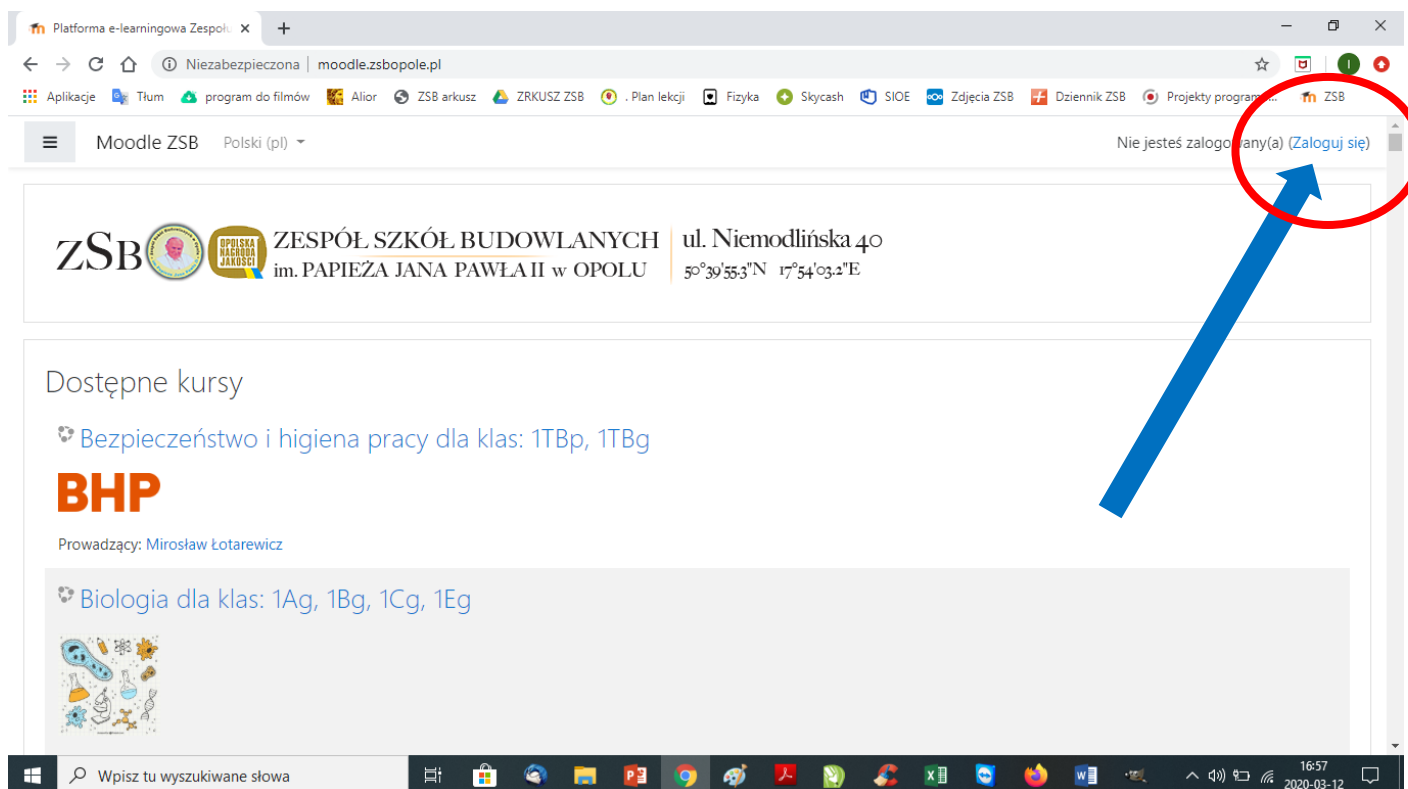 Platforma e-learningowa Zespołu
Niezabezpieczona | moodle.zsbopole.pl
Aplikacje Tłum program do filmów Alior ZSB arkusz ZRKUSZ ZSB . Plan lekcji Fizyka Skycash SIOE Zdjęcia ZSB Dziennik ZSB Projekty program... ZSB
Moodle ZSB Polski (pl) Nie jesteś zalogowany(a) (Zaloguj się)
ZSB OPOLSKA NAGRODA JAKOŚCI ZESPÓŁ SZKÓŁ BUDOWLANYCH ul. Niemodlińska 40
im. PAPIEŻA JANA PAWŁA II w OPOLU 50°39'55.3"N 17°54'03.2"E
Dostępne kursy
Bezpieczeństwo i higiena pracy dla klas: 1TBp, 1TBg
BHP
Prowadzący: Mirosław Łotarewicz
Biologia dla klas: 1Ag, 1Bg, 1Cg, 1Eg
Wpisz tu wyszukiwane słowa 16:57
2020-03-12